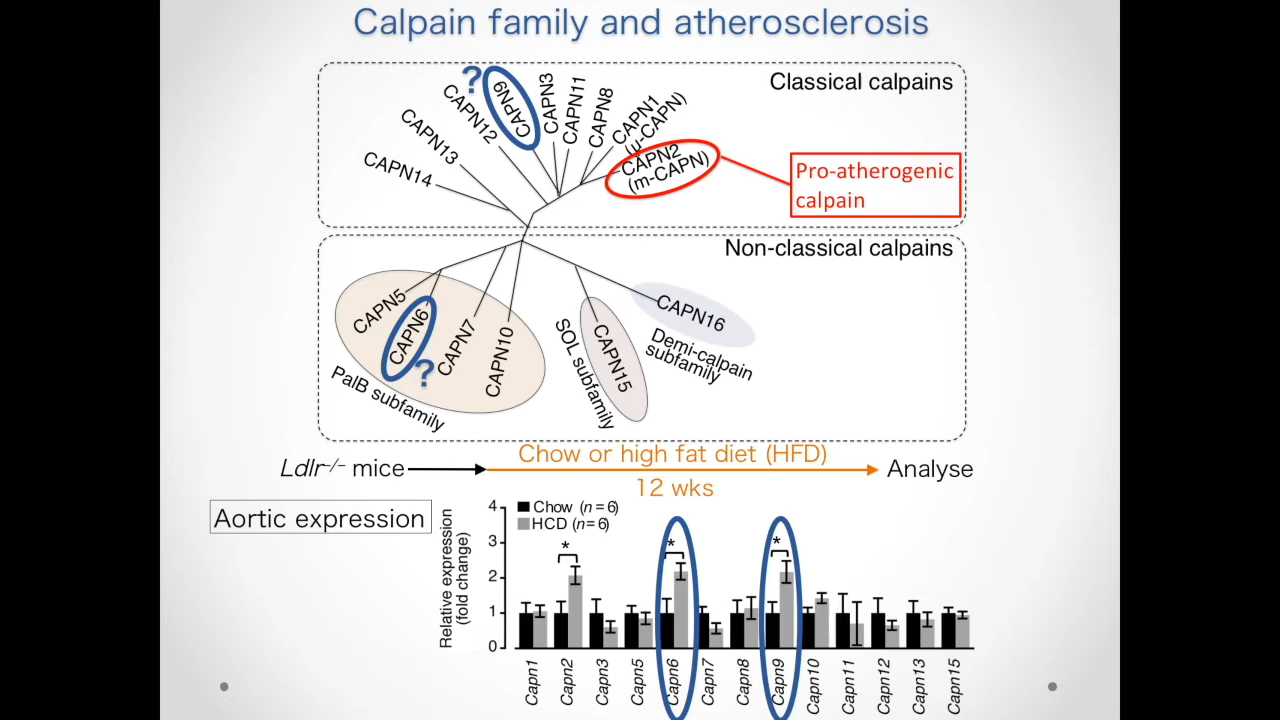 Calpain family and atherosclerosis
Classical calpains
?
CAPN14
CAPN13
CAPN12
CAPN9
CAPN3
CAPN11
CAPN8
CAPN1
(μ-CAPN)
CAPN2
(m-CAPN)
Pro-atherogenic
calpain
Non-classical calpains
CAPN5
CAPN6
?
CAPN7
CAPN10
PalB subfamily
CAPN15
SOL subfamily
CAPN16
Demi-calpain
subfamily
Ldlr–/– mice
Chow or high fat diet (HFD)
12 wks
Analyse
Aortic expression
Relative expression
(fold change)
4
3
2
1
0
Chow (n=6)
HCD (n=6)
*
*
*
Capn1
Capn2
Capn3
Capn5
Capn6
Capn7
Capn8
Capn9
Capn10
Capn11
Capn12
Capn13
Capn15